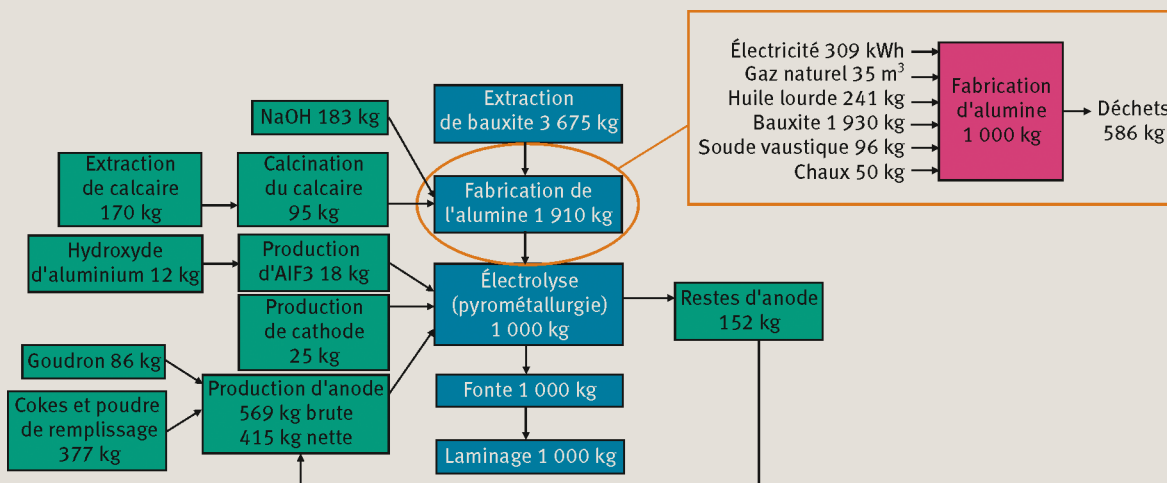 Électricité 309 kWh
Gaz naturel 35 m³
Huile lourde 241 kg
Bauxite 1 930 kg
Soude vaustique 96 kg
Chaux 50 kg
Fabrication
d'alumine
1 000 kg
Déchets
586 kg
NaOH 183 kg
Extraction
de bauxite 3 675 kg
Extraction
de calcaire
170 kg
Calcination
du calcaire
95 kg
Fabrication de
l'alumine 1 910 kg
Hydroxyde
d'aluminium 12 kg
Production
d'AlF3 18 kg
Électrolyse
(pyrométallurgie)
1 000 kg
Restes d'anode
152 kg
Production
de cathode
25 kg
Goudron 86 kg
Cokes et poudre
de remplissage
377 kg
Production d'anode
569 kg brute
415 kg nette
Fonte 1 000 kg
Laminage 1 000 kg